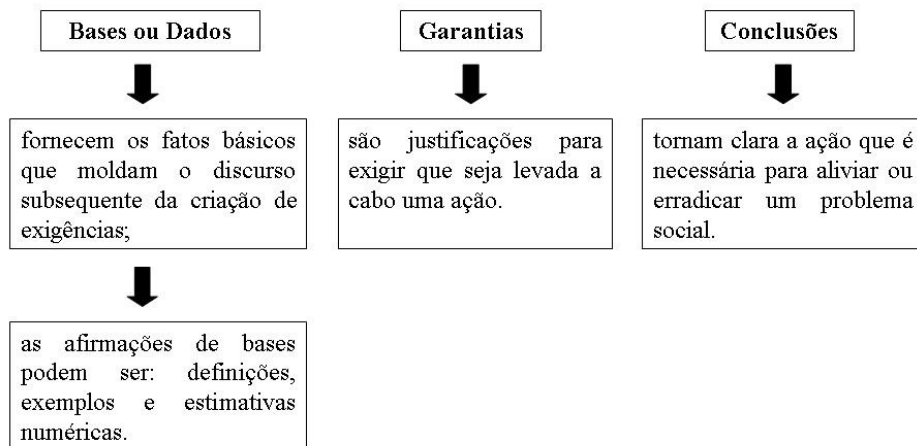 Bases ou Dados
fornecem os fatos básicos
que moldam o discurso
subsequente da criação de
exigências;
as afirmações de bases
podem ser: definições,
exemplos e estimativas
numéricas.
Garantias
são justificações para
exigir que seja levada a
cabo uma ação.
Conclusões
tornam clara a ação que é
necessária para aliviar ou
erradicar um problema
social.